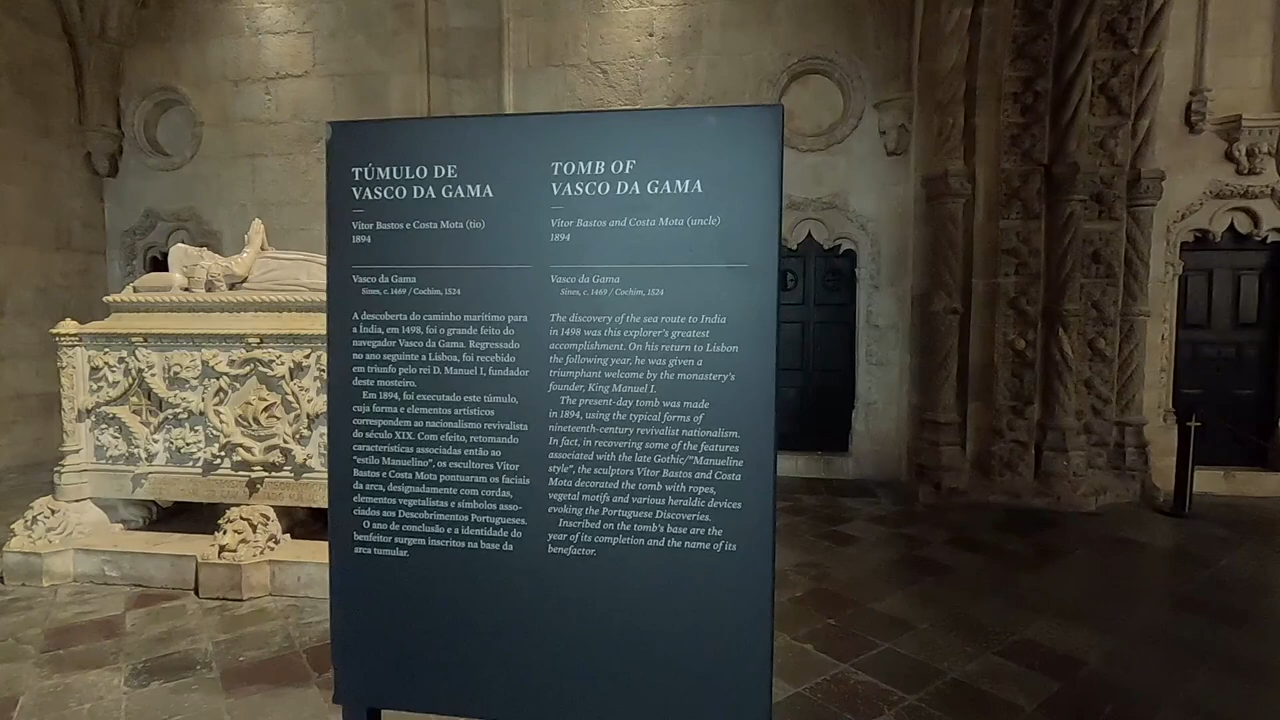 TÚMULO DE
VASCO DA GAMA
Vítor Bastos e Costa Mota (tio)
1894
Vasco da Gama
Sines, c. 1469 / Cochim, 1524
A descoberta do caminho marítimo para
a Índia, em 1498, foi o grande feito do
navegador Vasco da Gama. Regressado
no ano seguinte a Lisboa, foi recebido
em triunfo pelo rei D. Manuel I, fundador
deste mosteiro.
Em 1894, foi executado este túmulo,
cuja forma e elementos artísticos
correspondem ao nacionalismo revivalista
do século XIX. Com efeito, retomando
características associadas então ao
"estilo Manuelino", os escultores Vítor
Bastos e Costa Mota pontuaram os faciais
da arca, designadamente com cordas,
elementos vegetalistas e símbolos asso-
ciados aos Descobrimentos Portugueses.
O ano de conclusão e a identidade do
benfeitor surgem inscritos na base da
arca tumular.
TOMB OF
VASCO DA GAMA
Vítor Bastos and Costa Mota (uncle)
1894
Vasco da Gama
Sines, c. 1469 / Cochim, 1524
The discovery of the sea route to India
in 1498 was this explorer's greatest
accomplishment. On his return to Lisbon
the following year, he was given a
triumphant welcome by the monastery's
founder, King Manuel I.
The present-day tomb was made
in 1894, using the typical forms of
nineteenth-century revivalist nationalism.
In fact, in recovering some of the features
associated with the late Gothic/"Manueline
style", the sculptors Vítor Bastos and Costa
Mota decorated the tomb with ropes,
vegetal motifs and various heraldic devices
evoking the Portuguese Discoveries.
Inscribed on the tomb's base are the
year of its completion and the name of its
benefactor.